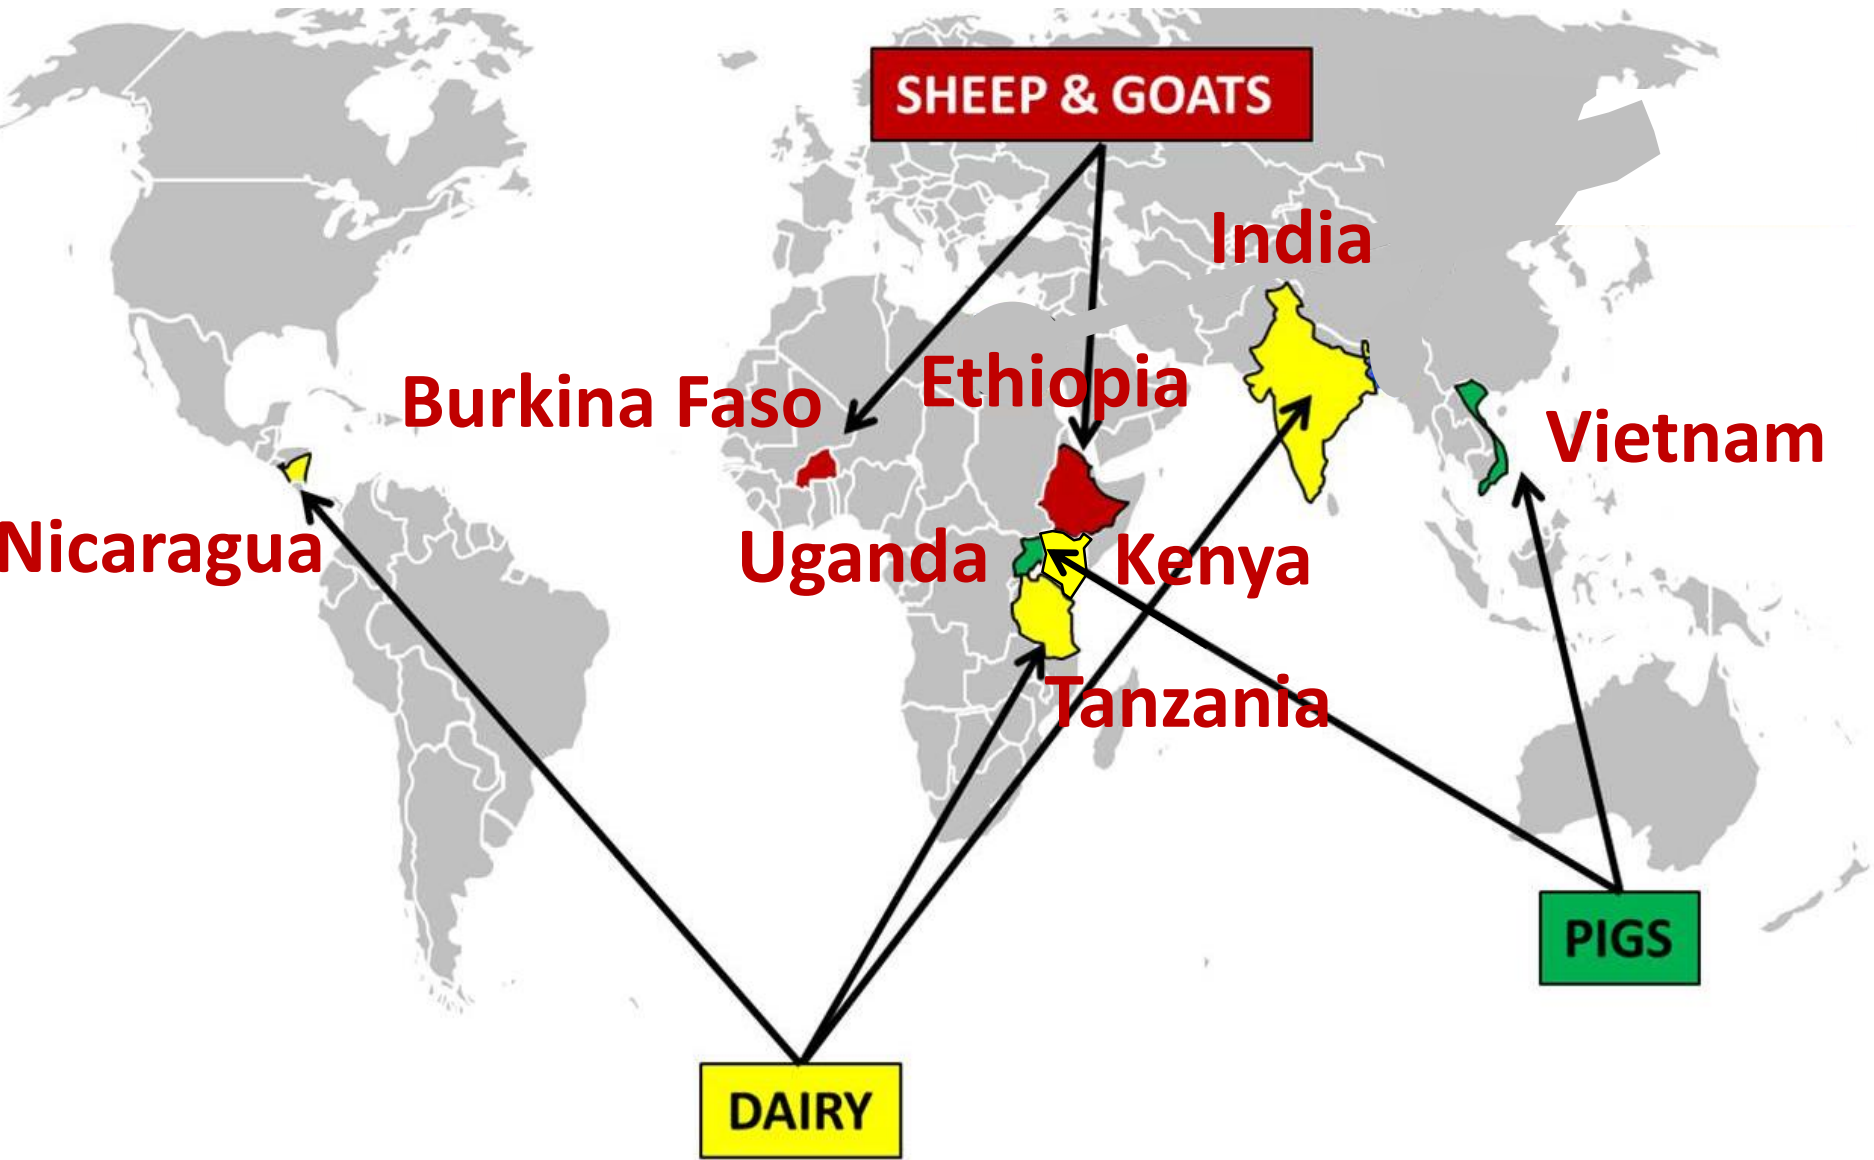 SHEEP & GOATS
India
Ethiopia
Burkina Faso
Vietnam
Nicaragua
Uganda
Kenya
Tanzania
PIGS
DAIRY